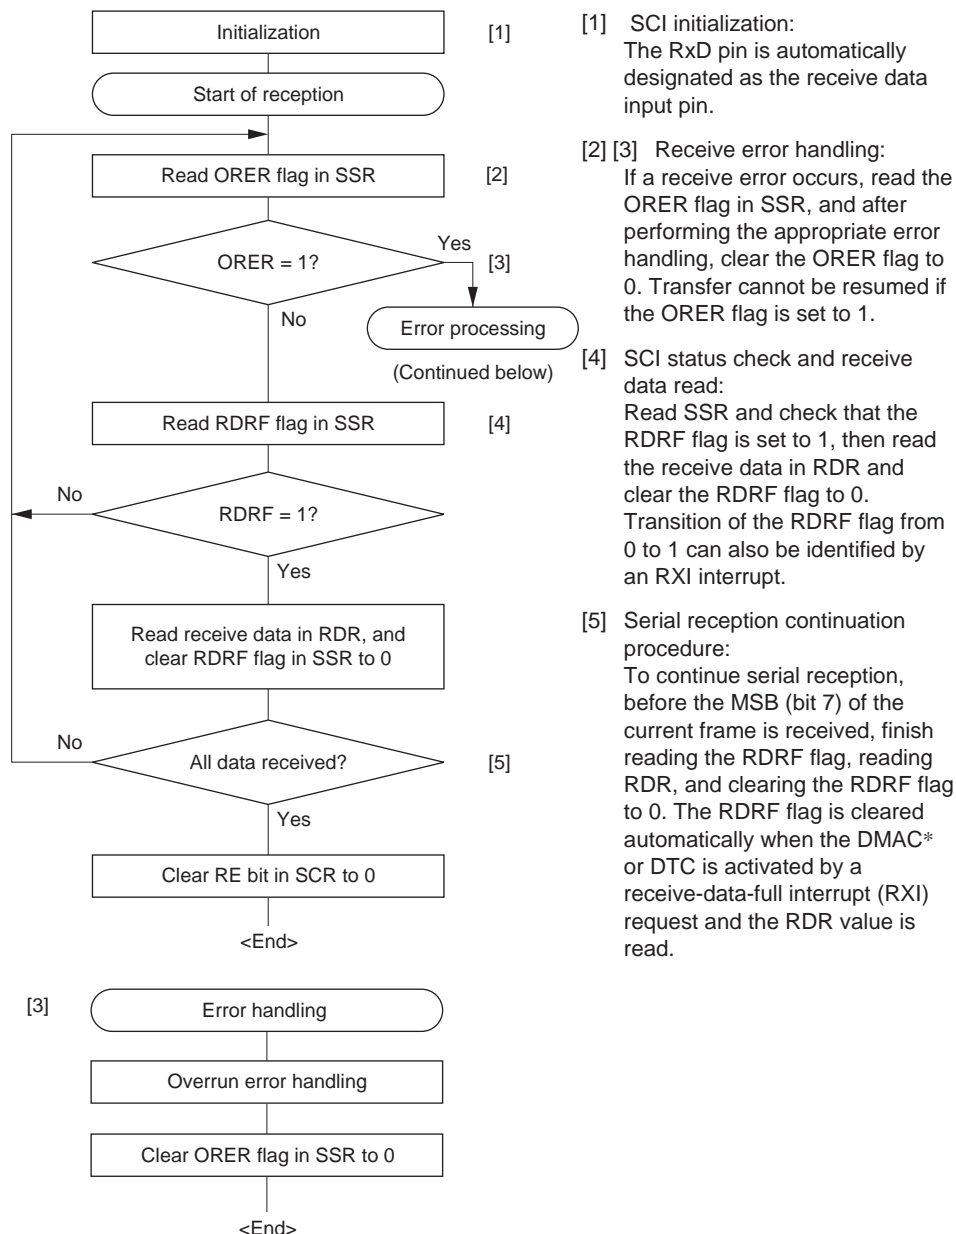 Initialization
[1]
Start of reception
Read ORER flag in SSR
[2]
ORER = 1?
Yes
[3]
No
Error processing
(Continued below)
Read RDRF flag in SSR
[4]
No
RDRF = 1?
Yes
Read receive data in RDR, and
clear RDRF flag in SSR to 0
No
All data received?
[5]
Yes
Clear RE bit in SCR to 0
<End>
[3]
Error handling
Overrun error handling
Clear ORER flag in SSR to 0
<End>
[1] SCI initialization:
The RxD pin is automatically
designated as the receive data
input pin.
[2] [3] Receive error handling:
If a receive error occurs, read the
ORER flag in SSR, and after
performing the appropriate error
handling, clear the ORER flag to
0. Transfer cannot be resumed if
the ORER flag is set to 1.
[4] SCI status check and receive
data read:
Read SSR and check that the
RDRF flag is set to 1, then read
the receive data in RDR and
clear the RDRF flag to 0.
Transition of the RDRF flag from
0 to 1 can also be identified by
an RXI interrupt.
[5] Serial reception continuation
procedure:
To continue serial reception,
before the MSB (bit 7) of the
current frame is received, finish
reading the RDRF flag, reading
RDR, and clearing the RDRF flag
to 0. The RDRF flag is cleared
automatically when the DMAC*
or DTC is activated by a
receive-data-full interrupt (RXI)
request and the RDR value is
read.